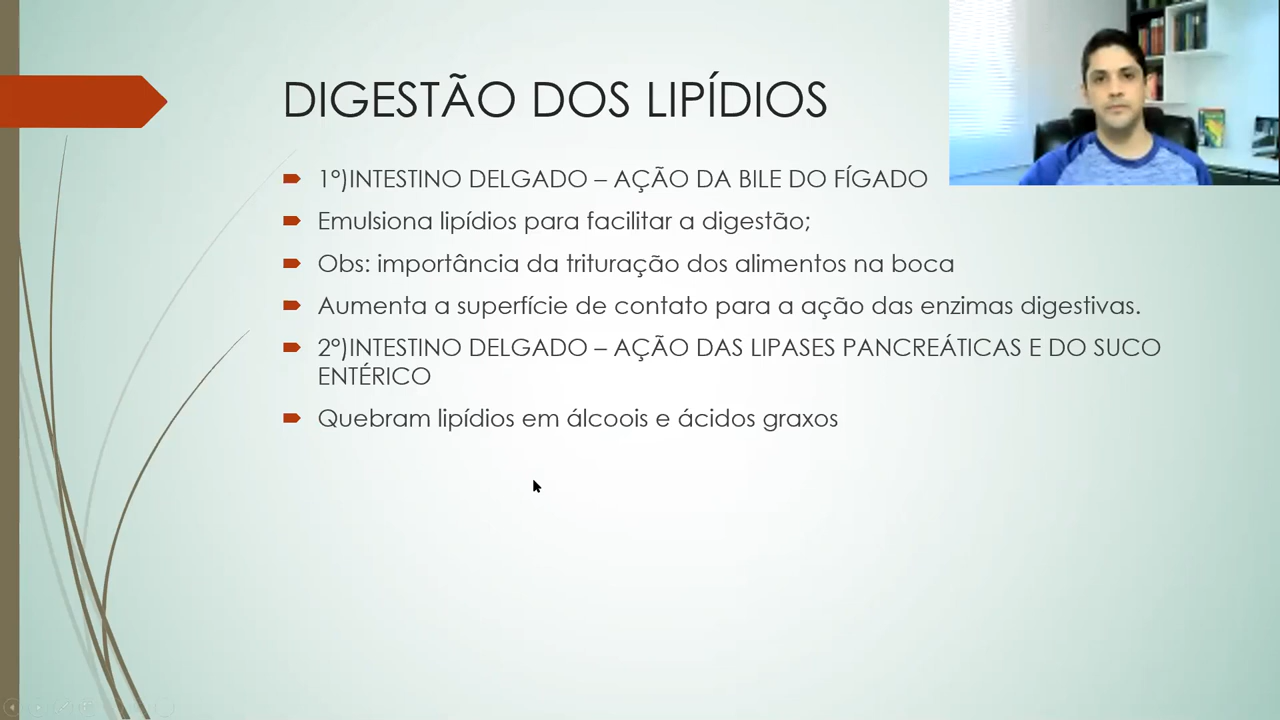 DIGESTÃO DOS LIPÍDIOS
1º)INTESTINO DELGADO – AÇÃO DA BILE DO FÍGADO
Emulsiona lipídios para facilitar a digestão;
Obs: importância da trituração dos alimentos na boca
Aumenta a superfície de contato para a ação das enzimas digestivas.
2º)INTESTINO DELGADO – AÇÃO DAS LIPASES PANCREÁTICAS E DO SUCO
ENTÉRICO
Quebram lipídios em álcoois e ácidos graxos